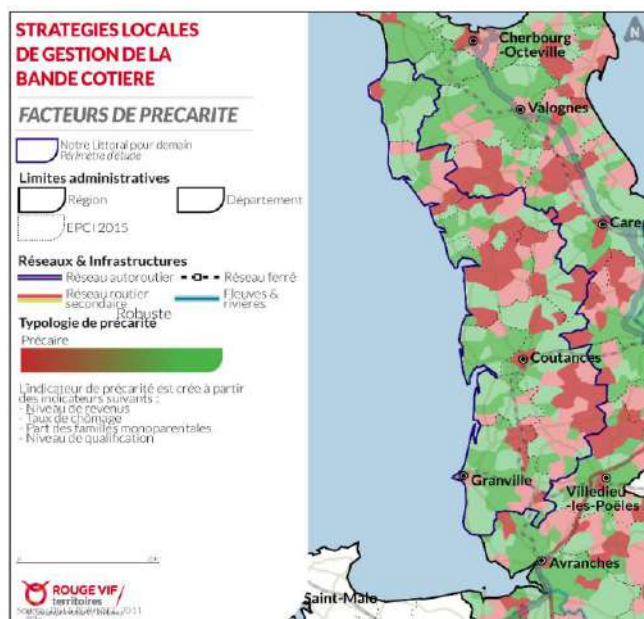 STRATEGIES LOCALES
DE GESTION DE LA
BANDE COTIERE
FACTEURS DE PRECARITE
Notre Littoral pour demain
Périmètre d'étude
Limites administratives
Région
Département
EPCI 2015
Réseaux & Infrastructures
Réseau autoroutier
Réseau ferré
Réseau routier
secondaire
Fleuves &
rivières
Robuste
Typologie de précarité
Précaire
L'indicateur de précarité est crée à partir
des indicateurs suivants :
- Niveau de revenus
- Taux de chômage
- Part des familles monoparentales
- Niveau de qualification
ROUGE VIF
territoires
2011
Cherbourg
-Octeville
N
Valognes
Care
Coutances
Granville
Villedieu
-les-Poëles
Avranches
Saint-Malo